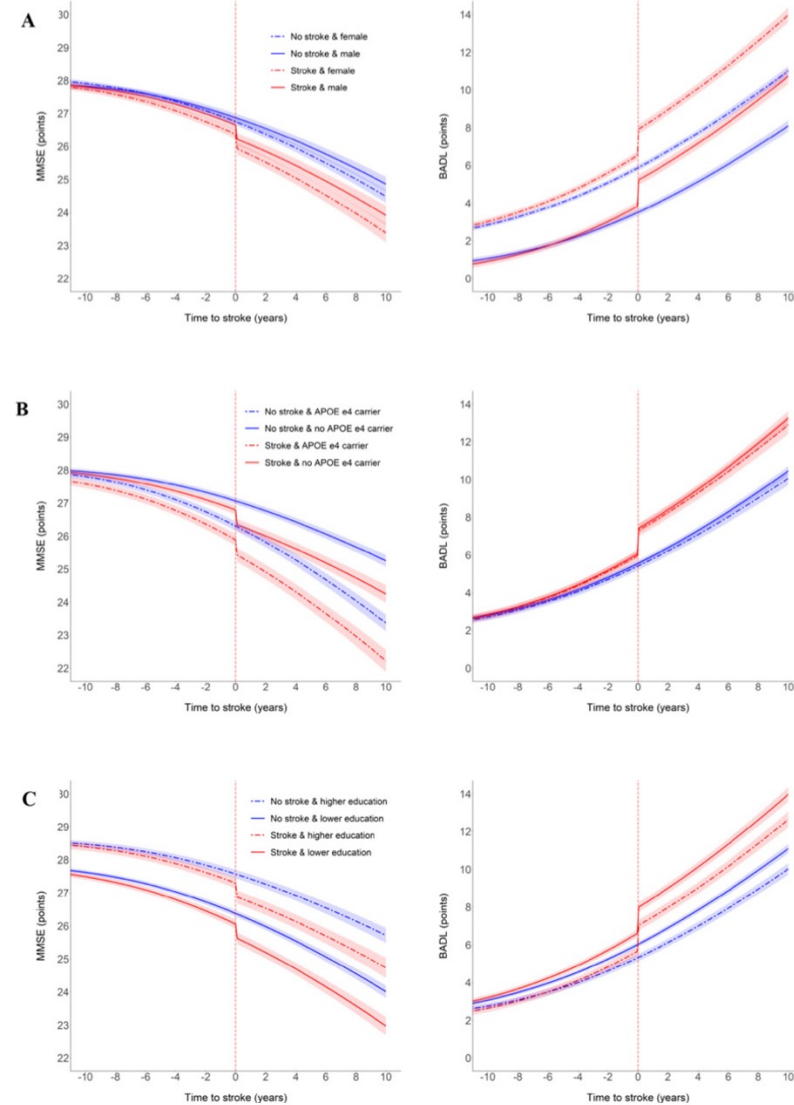 A
30
29
28
27
26
25
24
23
22
MMSE (points)
No stroke & female
No stroke & male
Stroke & female
Stroke & male
-10 -8 -6 -4 -2 0 2 4 6 8 10
Time to stroke (years)
14
12
10
8
6
4
2
0
BADL (points)
-10 -8 -6 -4 -2 0 2 4 6 8 10
Time to stroke (years)
B
30
29
28
27
26
25
24
23
22
MMSE (points)
No stroke & APOE e4 carrier
No stroke & no APOE e4 carrier
Stroke & APOE e4 carrier
Stroke & no APOE e4 carrier
-10 -8 -6 -4 -2 0 2 4 6 8 10
Time to stroke (years)
14
12
10
8
6
4
2
0
BADL (points)
-10 -8 -6 -4 -2 0 2 4 6 8 10
Time to stroke (years)
C
30
29
28
27
26
25
24
23
22
MMSE (points)
No stroke & higher education
No stroke & lower education
Stroke & higher education
Stroke & lower education
-10 -8 -6 -4 -2 0 2 4 6 8 10
Time to stroke (years)
14
12
10
8
6
4
2
0
BADL (points)
-10 -8 -6 -4 -2 0 2 4 6 8 10
Time to stroke (years)